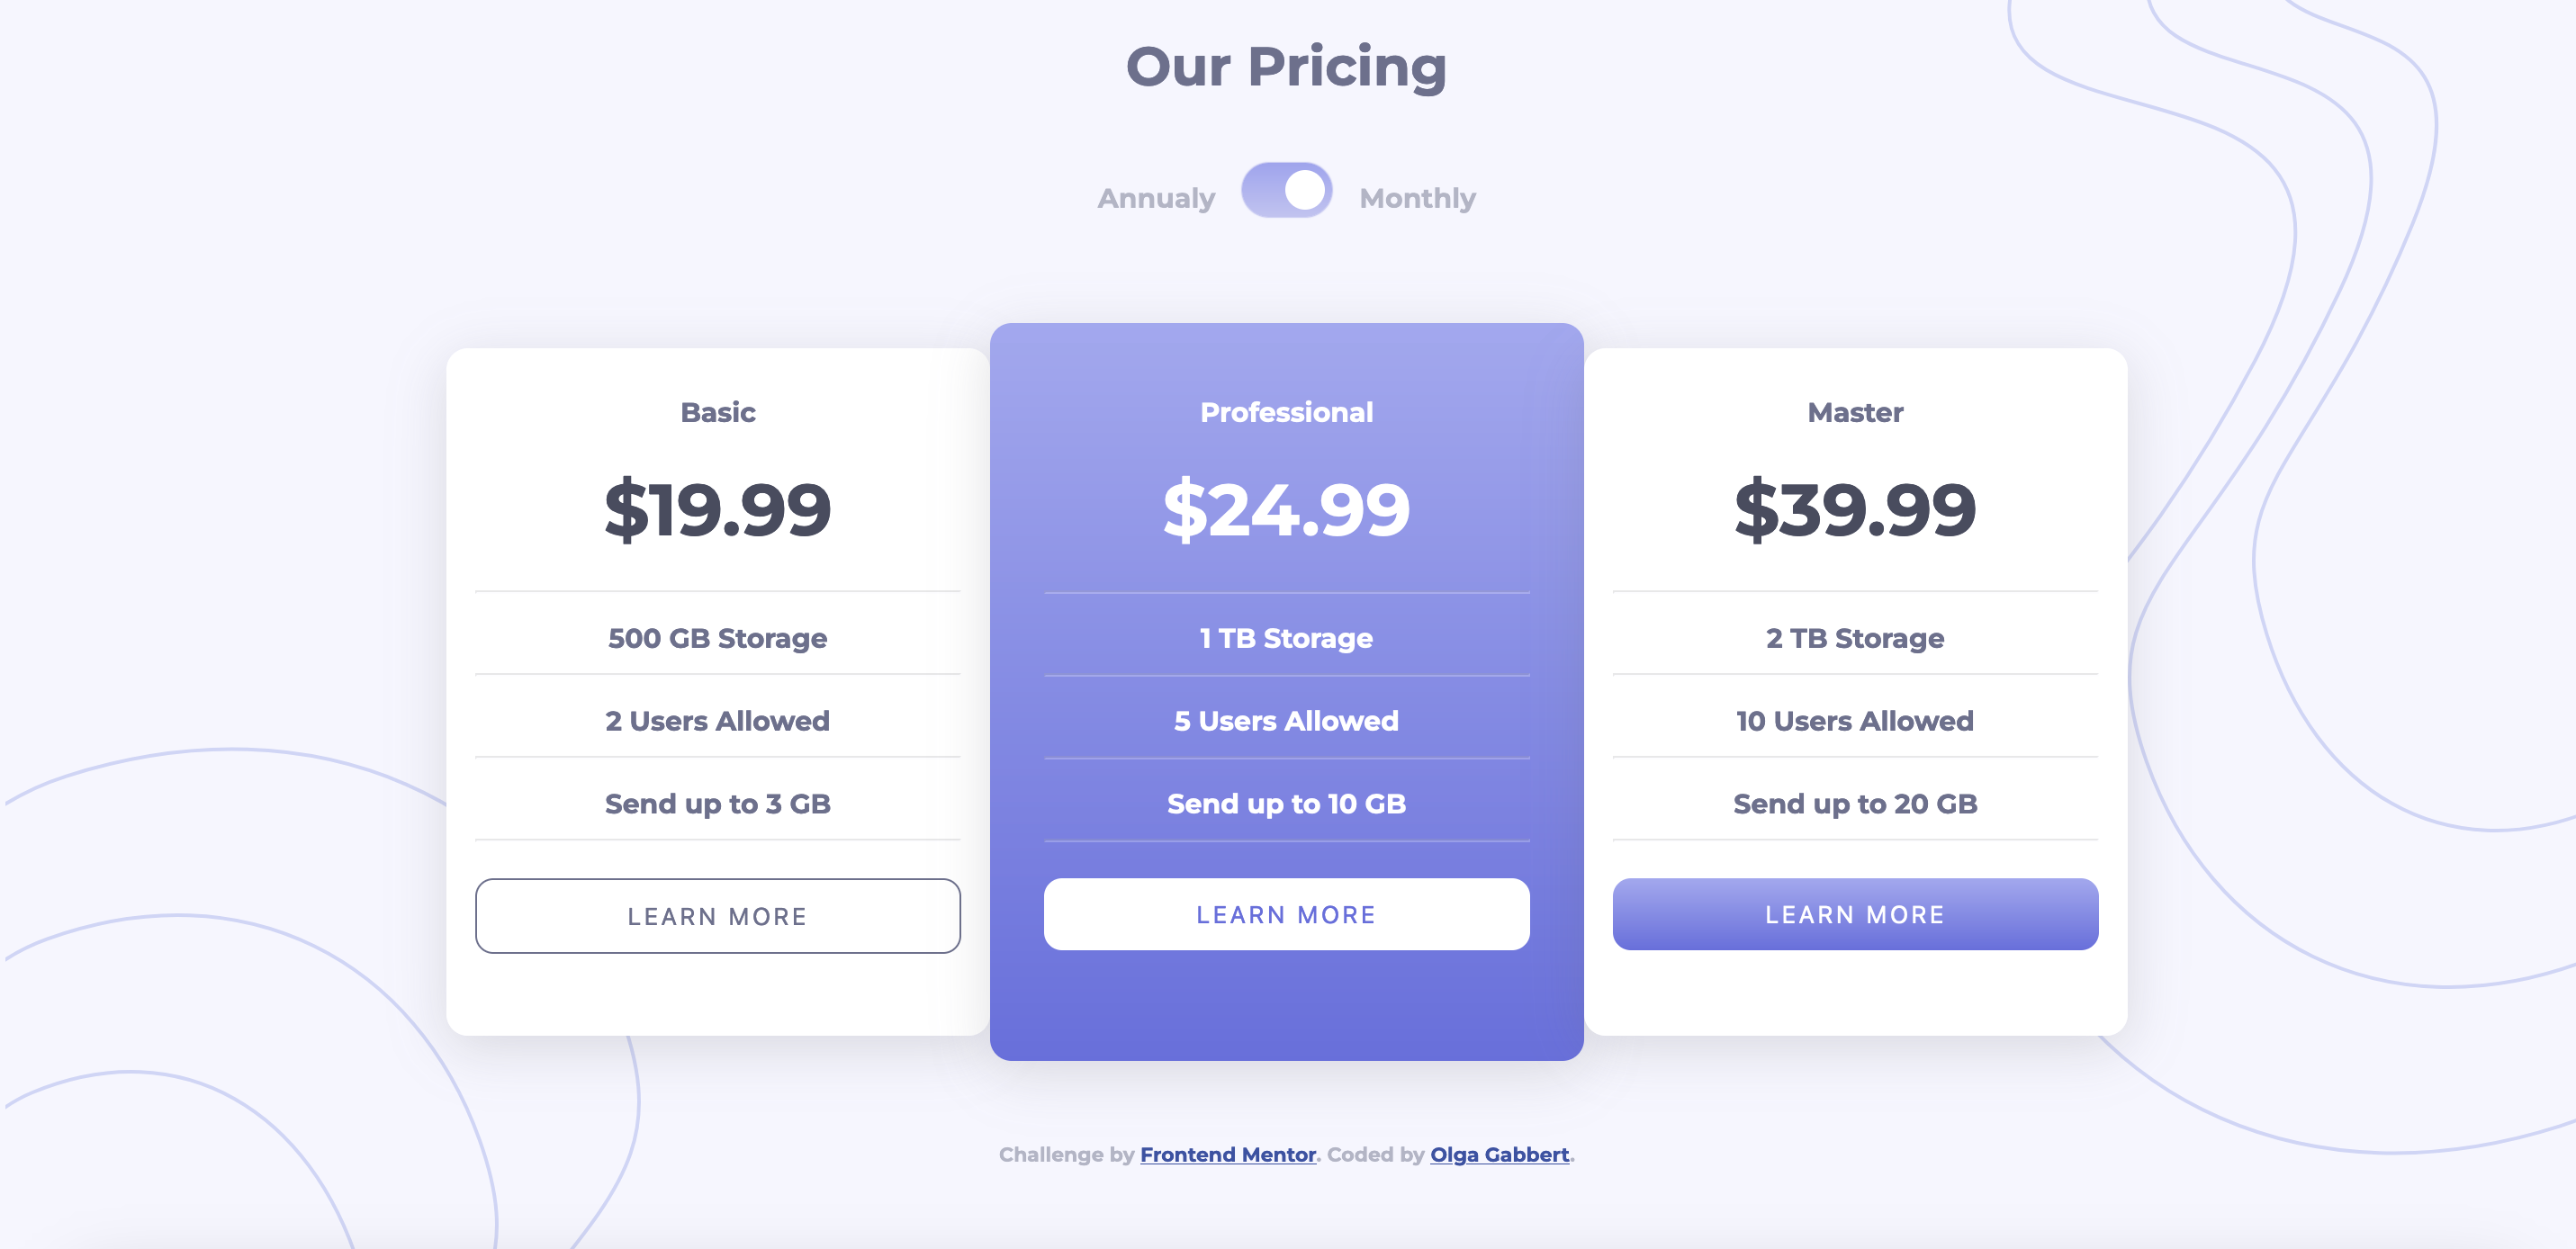 Our Pricing
Annualy
Monthly
Basic
$19.99
500 GB Storage
2 Users Allowed
Send up to 3 GB
LEARN MORE
Professional
$24.99
1 TB Storage
5 Users Allowed
Send up to 10 GB
LEARN MORE
Master
$39.99
2 TB Storage
10 Users Allowed
Send up to 20 GB
LEARN MORE
Challenge by Frontend Mentor. Coded by Olga Gabbert.